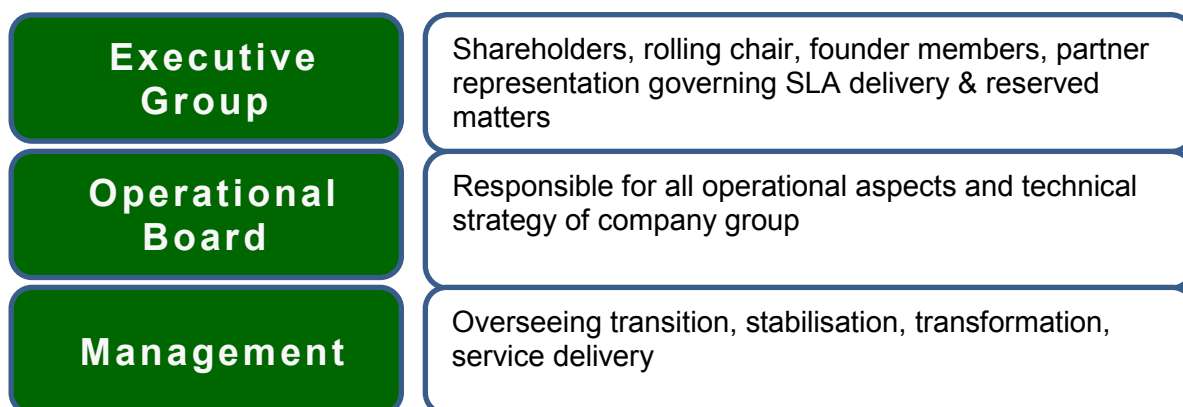 Executive
Group
Shareholders, rolling chair, founder members, partner
representation governing SLA delivery & reserved
matters
Operational
Board
Responsible for all operational aspects and technical
strategy of company group
Management
Overseeing transition, stabilisation, transformation,
service delivery